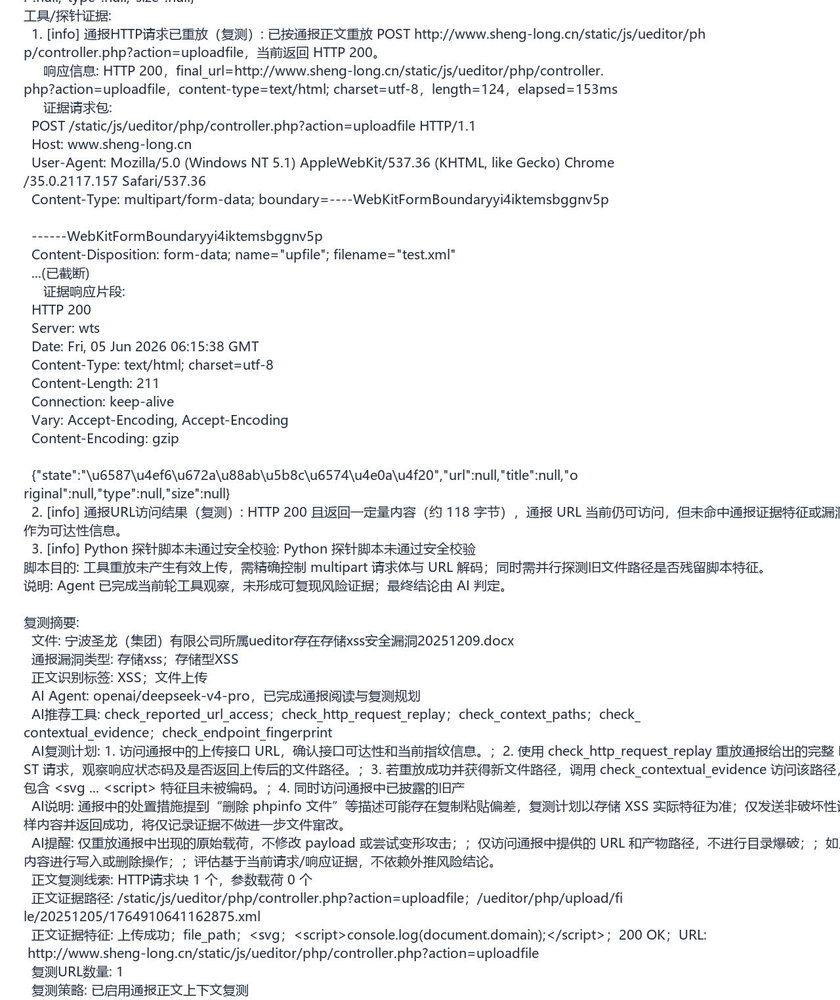 工具/探针证据:
1. [info] 通报HTTP请求已重放（复测）: 已按通报正文重放 POST http://www.sheng-long.cn/static/js/ueditor/ph
p/controller.php?action=uploadfile，当前返回 HTTP 200。
响应信息: HTTP 200，final_url=http://www.sheng-long.cn/static/js/ueditor/php/controller.
php?action=uploadfile，content-type=text/html; charset=utf-8，length=124，elapsed=153ms
证据请求包:
POST /static/js/ueditor/php/controller.php?action=uploadfile HTTP/1.1
Host: www.sheng-long.cn
User-Agent: Mozilla/5.0 (Windows NT 5.1) AppleWebKit/537.36 (KHTML, like Gecko) Chrome
/35.0.2117.157 Safari/537.36
Content-Type: multipart/form-data; boundary=----WebKitFormBoundaryyi4iktemsbggnv5p
------WebKitFormBoundaryyi4iktemsbggnv5p
Content-Disposition: form-data; name="upfile"; filename="test.xml"
...(已截断)
证据响应片段:
HTTP 200
Server: wts
Date: Fri, 05 Jun 2026 06:15:38 GMT
Content-Type: text/html; charset=utf-8
Content-Length: 211
Connection: keep-alive
Vary: Accept-Encoding, Accept-Encoding
Content-Encoding: gzip
{"state":"\u6587\u4ef6\u672a\u88ab\u5b8c\u6574\u4e0a\u4f20","url":null,"title":null,"o
riginal":null,"type":null,"size":null}
2. [info] 通报URL访问结果（复测）: HTTP 200 且返回一定量内容（约 118 字节），通报 URL 当前仍可访问，但未命中通报证据特征或漏
作为可达性信息。
3. [info] Python 探针脚本未通过安全校验: Python 探针脚本未通过安全校验
脚本目的: 工具重放未产生有效上传，需精确控制 multipart 请求体与 URL 解码；同时需并行探测旧文件路径是否残留脚本特征。
说明: Agent 已完成当前轮工具观察，未形成可复现风险证据；最终结论由 AI 判定。
复测摘要:
文件: 宁波圣龙（集团）有限公司所属ueditor存在存储xss安全漏洞20251209.docx
通报漏洞类型: 存储xss；存储型XSS
正文识别标签: XSS；文件上传
AI Agent: openai/deepseek-v4-pro，已完成通报阅读与复测规划
AI推荐工具: check_reported_url_access；check_http_request_replay；check_context_paths；check_
contextual_evidence；check_endpoint_fingerprint
AI复测计划: 1. 访问通报中的上传接口 URL，确认接口可达性和当前指纹信息。；2. 使用 check_http_request_replay 重放通报给出的完整
ST 请求，观察响应状态码及是否返回上传后的文件路径。；3. 若重放成功并获得新文件路径，调用 check_contextual_evidence 访问该路径，
包含 <svg ... <script> 特征且未被编码。；4. 同时访问通报中已披露的旧产
AI说明: 通报中的处置措施提到“删除 phpinfo 文件”等描述可能存在复制粘贴偏差，复测计划以存储 XSS 实际特征为准；仅发送非破坏性
样内容并返回成功，将仅记录证据不做进一步文件窜改。
AI提醒: 仅重放通报中出现的原始载荷，不修改 payload 或尝试变形攻击；；仅访问通报中提供的 URL 和产物路径，不进行目录爆破；；如
内容进行写入或删除操作；；评估基于当前请求/响应证据，不依赖外推风险结论。
正文复测线索: HTTP请求块 1 个，参数载荷 0 个
正文证据路径: /static/js/ueditor/php/controller.php?action=uploadfile；/ueditor/php/upload/fi
le/20251205/1764910641162875.xml
正文证据特征: 上传成功；file_path；<svg；<script>console.log(document.domain);</script>；200 OK；URL:
http://www.sheng-long.cn/static/js/ueditor/php/controller.php?action=uploadfile
复测URL数量: 1
复测策略: 已启用通报正文上下文复测